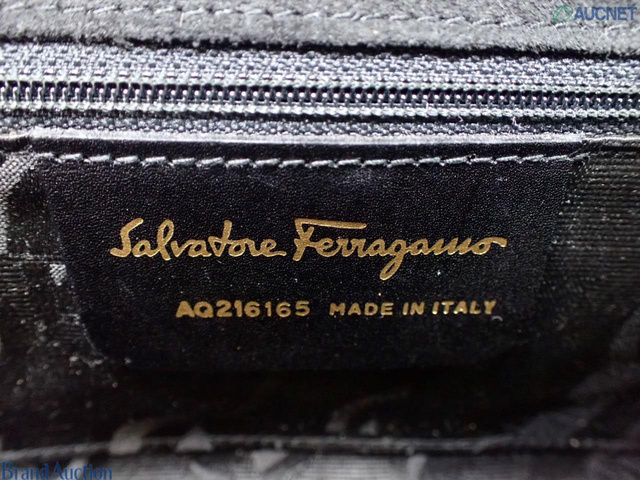 AUCNET
Salvatore Ferragamo
AQ216165 MADE IN ITALY
Brand Auction